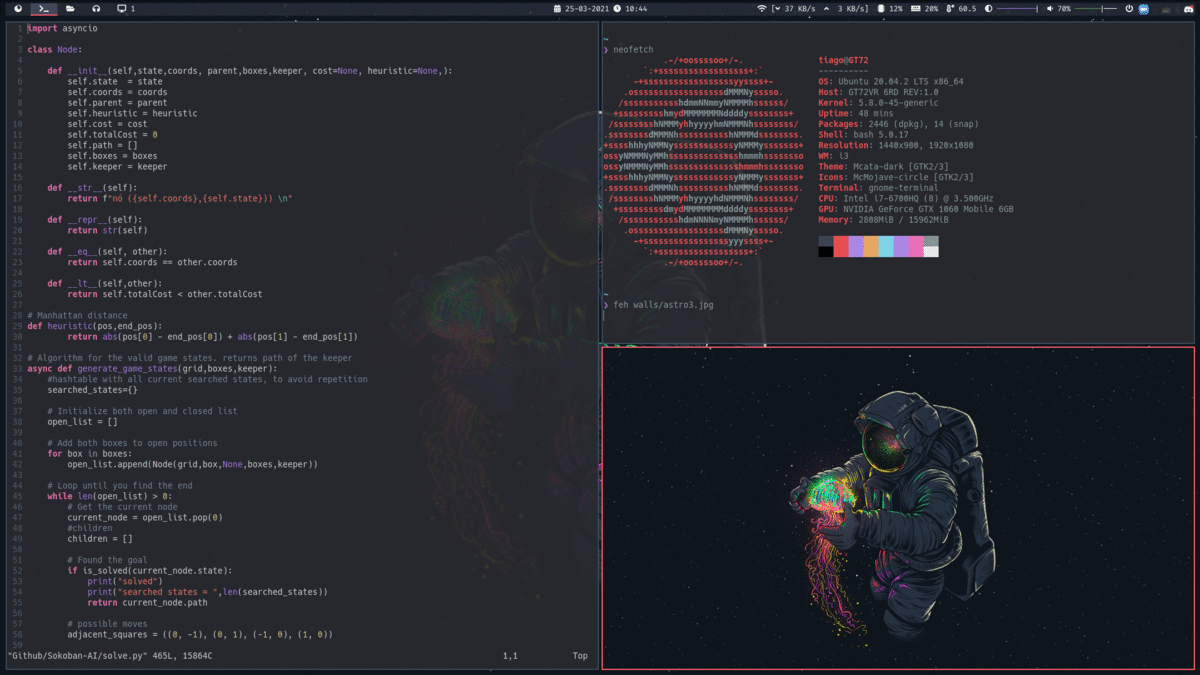 1
25-03-2021 10:44
37 KB/s 3 KB/s] 12% 20% 60.5 70%
1 import asyncio
2
3 class Node:
4
5 def __init__(self,state,coords, parent,boxes,keeper, cost=None, heuristic=None,):
6 self.state = state
7 self.coords = coords
8 self.parent = parent
9 self.heuristic = heuristic
10 self.cost = cost
11 self.totalCost = 0
12 self.path = []
13 self.boxes = boxes
14 self.keeper = keeper
15
16 def __str__(self):
17 return f"nó ({self.coords},{self.state}) \n"
18
19 def __repr__(self):
20 return str(self)
21
22 def __eq__(self, other):
23 return self.coords == other.coords
24
25 def __lt__(self,other):
26 return self.totalCost < other.totalCost
27
28 # Manhattan distance
29 def heuristic(pos,end_pos):
30 return abs(pos[0] - end_pos[0]) + abs(pos[1] - end_pos[1])
31
32 # Algorithm for the valid game states. returns path of the keeper
33 async def generate_game_states(grid,boxes,keeper):
34 #hashtable with all current searched states, to avoid repetition
35 searched_states={}
36
37 # Initialize both open and closed list
38 open_list = []
39
40 # Add both boxes to open positions
41 for box in boxes:
42 open_list.append(Node(grid,box,None,boxes,keeper))
43
44 # Loop until you find the end
45 while len(open_list) > 0:
46 # Get the current node
47 current_node = open_list.pop(0)
48 #children
49 children = []
50
51 # Found the goal
52 if is_solved(current_node.state):
53 print("solved")
54 print("searched states = ",len(searched_states))
55 return current_node.path
56
57 # possible moves
58 adjacent_squares = ((0, -1), (0, 1), (-1, 0), (1, 0))
59
"Github/Sokoban-AI/solve.py" 465L, 15864C 1,1 Top
~
❯ neofetch
tiago@GT72
----------
OS: Ubuntu 20.04.2 LTS x86_64
Host: GT72VR 6RD REV:1.0
Kernel: 5.8.0-45-generic
Uptime: 48 mins
Packages: 2446 (dpkg), 14 (snap)
Shell: bash 5.0.17
Resolution: 1440x900, 1920x1080
WM: i3
Theme: Mcata-dark [GTK2/3]
Icons: McMojave-circle [GTK2/3]
Terminal: gnome-terminal
CPU: Intel i7-6700HQ (8) @ 3.500GHz
GPU: NVIDIA GeForce GTX 1060 Mobile 6GB
Memory: 2808MiB / 15962MiB
~
❯ feh walls/astro3.jpg